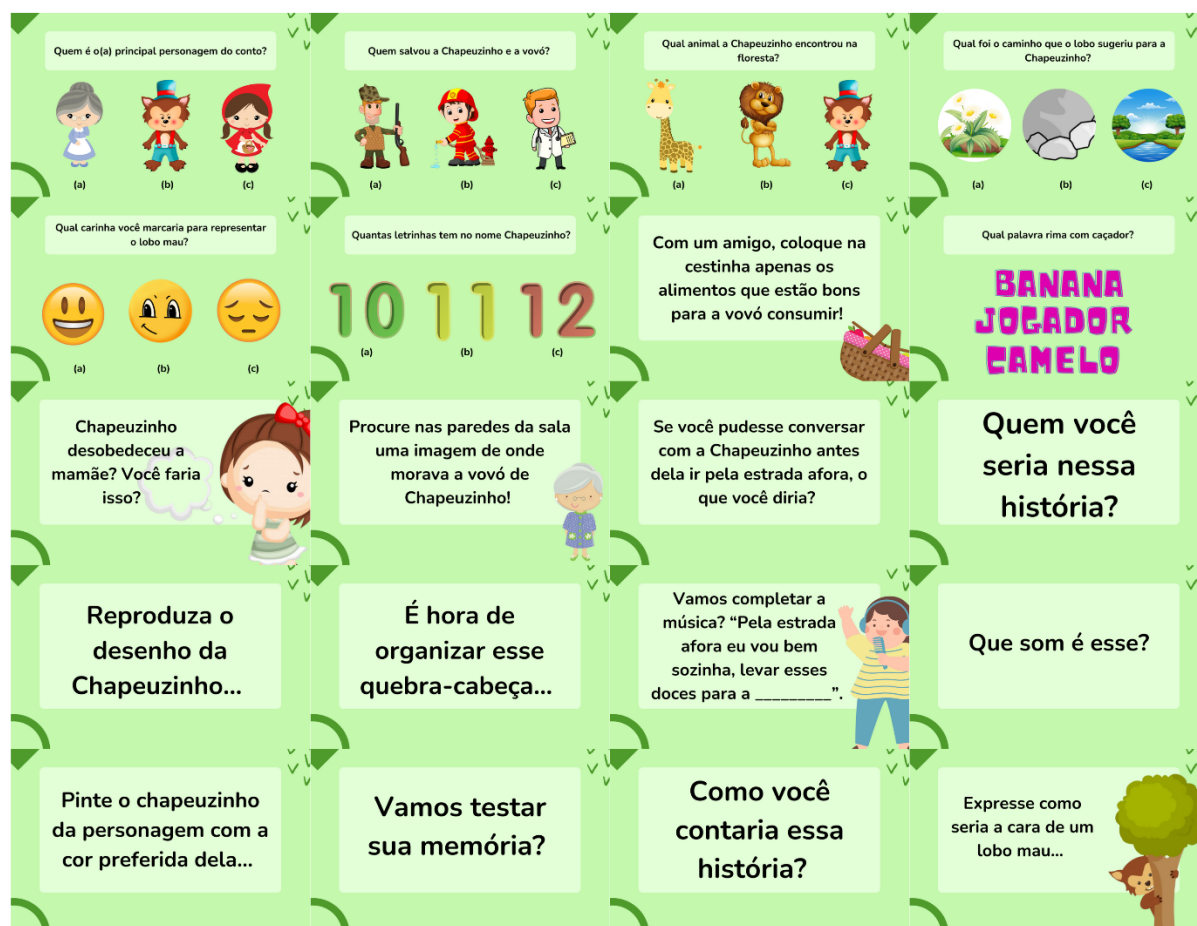 Quem é o(a) principal personagem do conto?
(a)
(b)
(c)
Quem salvou a Chapeuzinho e a vovó?
(a)
(b)
(c)
Qual animal a Chapeuzinho encontrou na
floresta?
(a)
(b)
(c)
Qual foi o caminho que o lobo sugeriu para a
Chapeuzinho?
(a)
(b)
(c)
Qual carinha você marcaria para representar
o lobo mau?
(a)
(b)
(c)
Quantas letrinhas tem no nome Chapeuzinho?
10 11 12
(a)
(b)
(c)
Com um amigo, coloque na
cestinha apenas os
alimentos que estão bons
para a vovó consumir!
Qual palavra rima com caçador?
BANANA
JOGADOR
CAMELO
Chapeuzinho
desobedeceu a
mamãe? Você faria
isso?
Procure nas paredes da sala
uma imagem de onde
morava a vovó de
Chapeuzinho!
Se você pudesse conversar
com a Chapeuzinho antes
dela ir pela estrada afora, o
que você diria?
Quem você
seria nessa
história?
Reproduza o
desenho da
Chapeuzinho...
É hora de
organizar esse
quebra-cabeça...
Vamos completar a
música? “Pela estrada
afora eu vou bem
sozinha, levar esses
doces para a _________”.
Que som é esse?
Pinte o chapeuzinho
da personagem com a
cor preferida dela...
Vamos testar
sua memória?
Como você
contaria essa
história?
Expresse como
seria a cara de um
lobo mau...